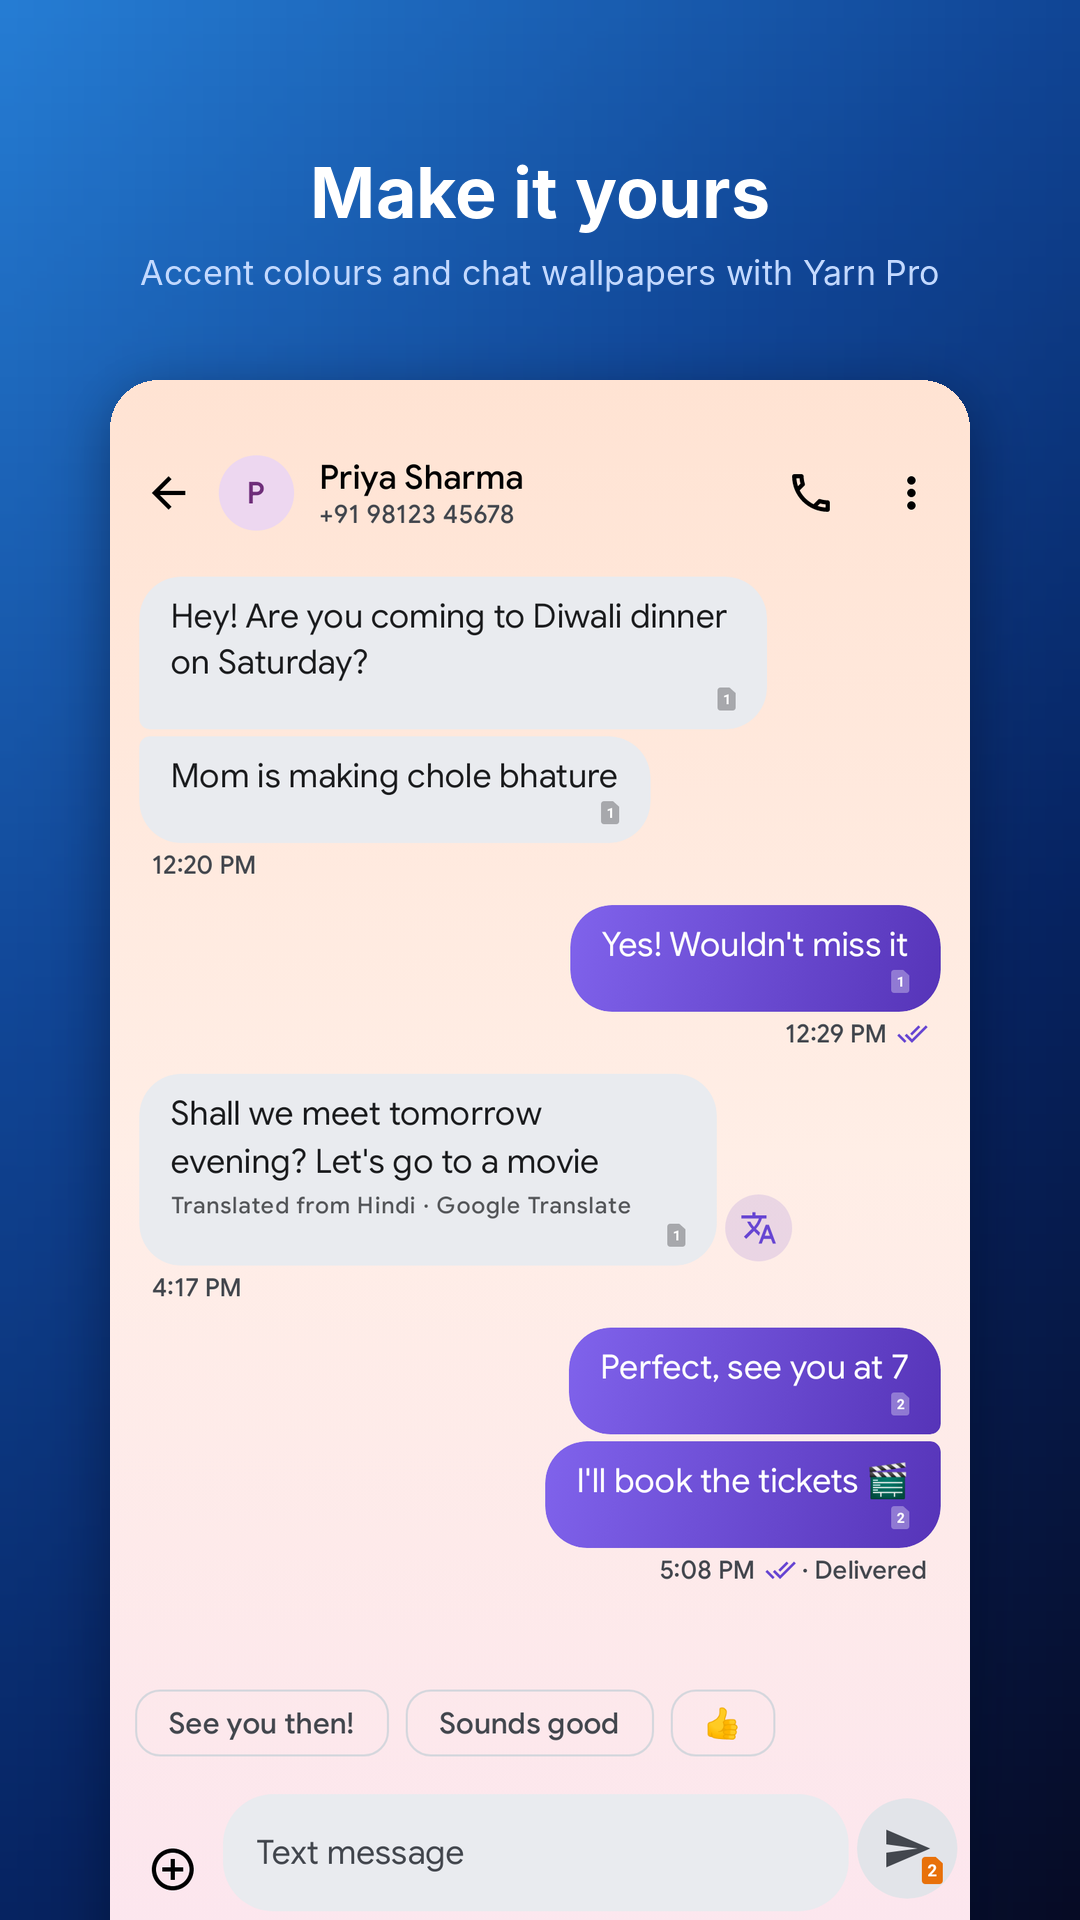 Make it yours
Accent colours and chat wallpapers with Yarn Pro
P
Priya Sharma
+91 98123 45678
Hey! Are you coming to Diwali dinner
on Saturday?
1
Mom is making chole bhature
1
12:20 PM
Yes! Wouldn't miss it
1
12:29 PM
Shall we meet tomorrow
evening? Let's go to a movie
Translated from Hindi · Google Translate
1
文A
4:17 PM
Perfect, see you at 7
2
I'll book the tickets 🎬
2
5:08 PM · Delivered
See you then!
Sounds good
👍
Text message
2